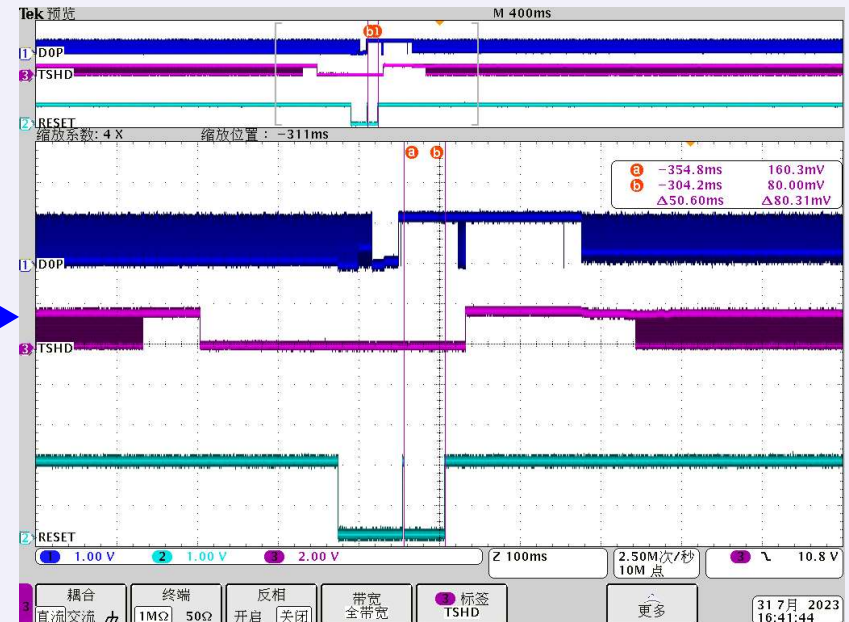 Tek 预览 M 400ms
b1
1 D0P
3 TSHD
2 RESET
缩放系数: 4 X 缩放位置： -311ms
a b
a -354.8ms 160.3mV
b -304.2ms 80.00mV
Δ50.60ms Δ80.31mV
1 D0P
3 TSHD
2 RESET
1 1.00 V 2 1.00 V 3 2.00 V Z 100ms 2.50M次/秒 3 10.8 V
10M 点
3 耦合 终端 反相 带宽 3 标签 更多
直流 交流 1MΩ 50Ω 开启 关闭 全带宽 TSHD
31 7月 2023
16:41:44